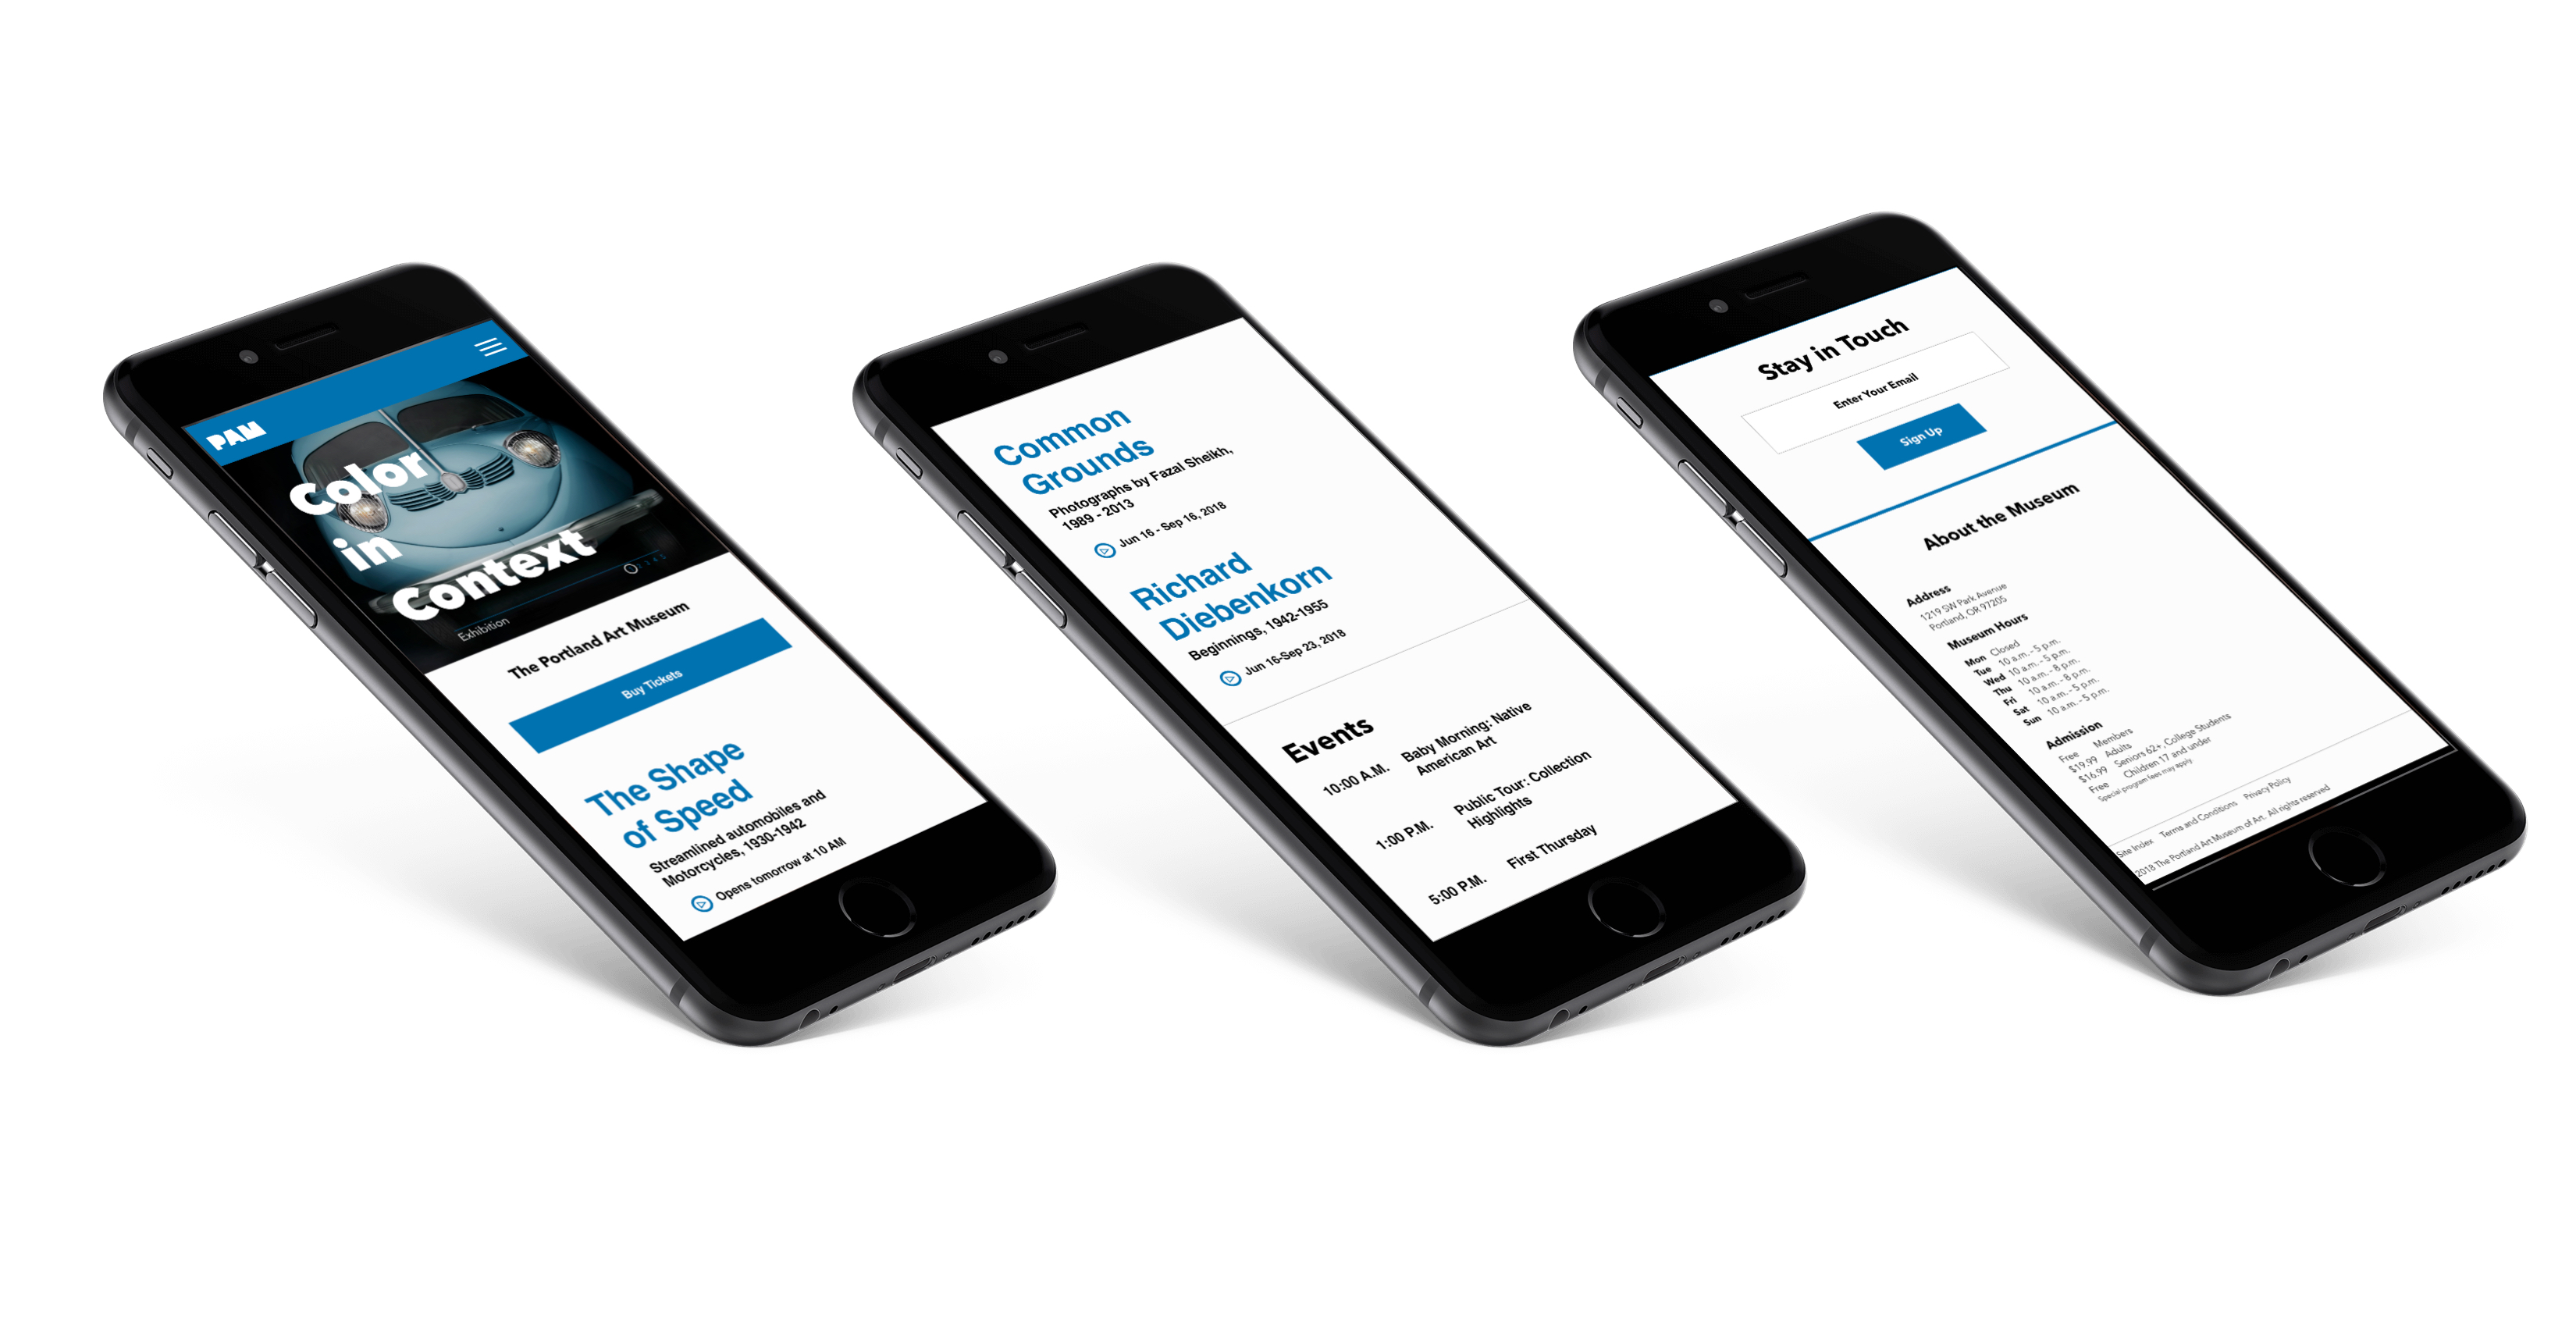 PAM
Color
in
Context
Exhibition
The Portland Art Museum
Buy Tickets
The Shape
of Speed
Streamlined automobiles and
Motorcycles, 1930-1942
Opens tomorrow at 10 AM
Common
Grounds
Photographs by Fazal Sheikh,
1989 - 2013
Jun 16 - Sep 16, 2018
Richard
Diebenkorn
Beginnings, 1942-1955
Jun 16-Sep 23, 2018
Events
10:00 A.M. Baby Morning: Native
American Art
1:00 P.M. Public Tour: Collection
Highlights
5:00 P.M. First Thursday
Stay in Touch
Enter Your Email
Sign Up
About the Museum
Address
1219 SW Park Avenue
Portland, OR 97205
Museum Hours
Mon Closed
Tue 10 a.m. - 5 p.m.
Wed 10 a.m. - 5 p.m.
Thu 10 a.m. - 8 p.m.
Fri 10 a.m. - 8 p.m.
Sat 10 a.m. - 5 p.m.
Sun 10 a.m. - 5 p.m.
Admission
Free Members
$19.99 Adults
$16.99 Seniors 62+, College Students
Free Children 17 and under
Special program fees may apply.
Site Index Terms and Conditions Privacy Policy
2018 The Portland Art Museum of Art. All rights reserved